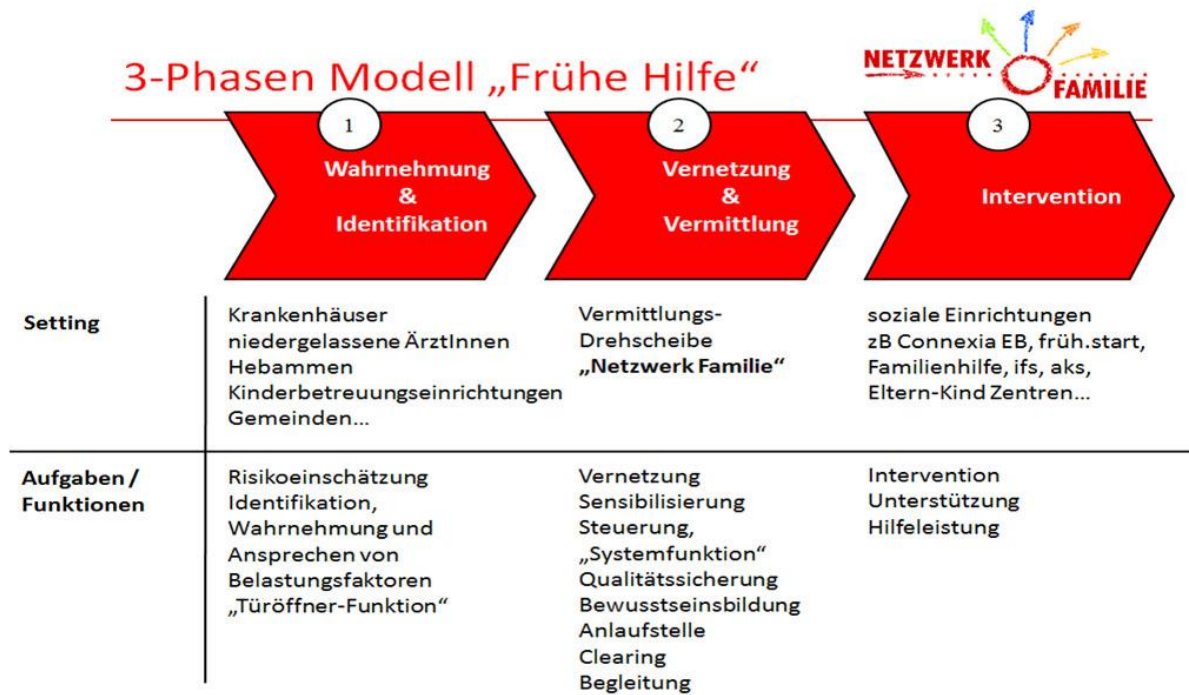 3-Phasen Modell „Frühe Hilfe“
NETZWERK
FAMILIE
1
Wahrnehmung
&
Identifikation
2
Vernetzung
&
Vermittlung
3
Intervention
Setting
Krankenhäuser
niedergelassene ÄrztInnen
Hebammen
Kinderbetreuungseinrichtungen
Gemeinden...
Vermittlungs-
Drehscheibe
„Netzwerk Familie“
soziale Einrichtungen
zB Connexia EB, früh.start,
Familienhilfe, ifs, aks,
Eltern-Kind Zentren...
Aufgaben /
Funktionen
Risikoeinschätzung
Identifikation,
Wahrnehmung und
Ansprechen von
Belastungsfaktoren
„Türöffner-Funktion“
Vernetzung
Sensibilisierung
Steuerung,
„Systemfunktion“
Qualitätssicherung
Bewusstseinsbildung
Anlaufstelle
Clearing
Begleitung
Intervention
Unterstützung
Hilfeleistung